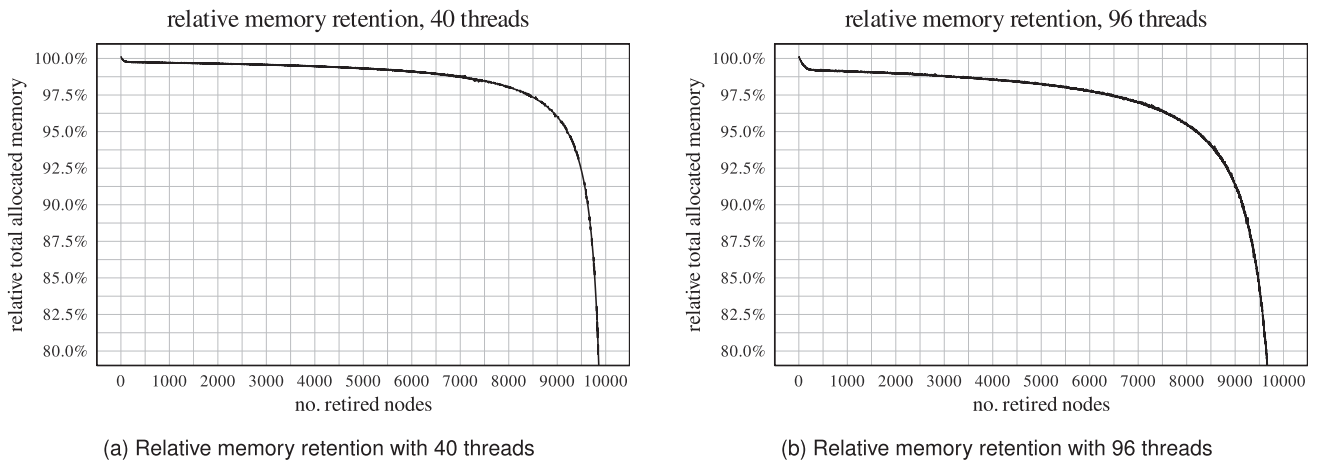 relative memory retention, 40 threads
relative total allocated memory
100.0%
97.5%
95.0%
92.5%
90.0%
87.5%
85.0%
82.5%
80.0%
0 1000 2000 3000 4000 5000 6000 7000 8000 9000 10000
no. retired nodes
(a) Relative memory retention with 40 threads
relative memory retention, 96 threads
relative total allocated memory
100.0%
97.5%
95.0%
92.5%
90.0%
87.5%
85.0%
82.5%
80.0%
0 1000 2000 3000 4000 5000 6000 7000 8000 9000 10000
no. retired nodes
(b) Relative memory retention with 96 threads